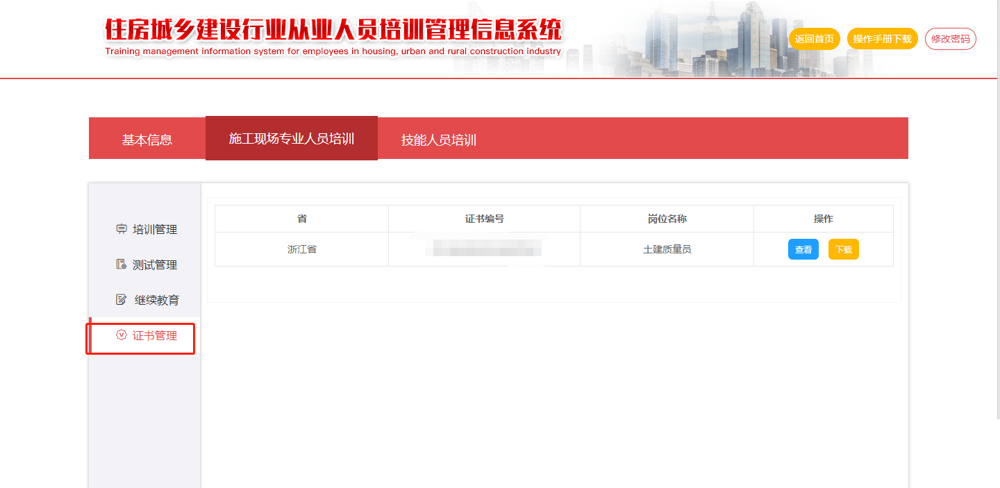 住房城乡建设行业从业人员培训管理信息系统
Training management information system for employees in housing, urban and rural construction industry
返回首页 操作手册下载 修改密码
基本信息 施工现场专业人员培训 技能人员培训
培训管理
测试管理
继续教育
证书管理
省 证书编号 岗位名称 操作
浙江省 土建质量员 查看 下载